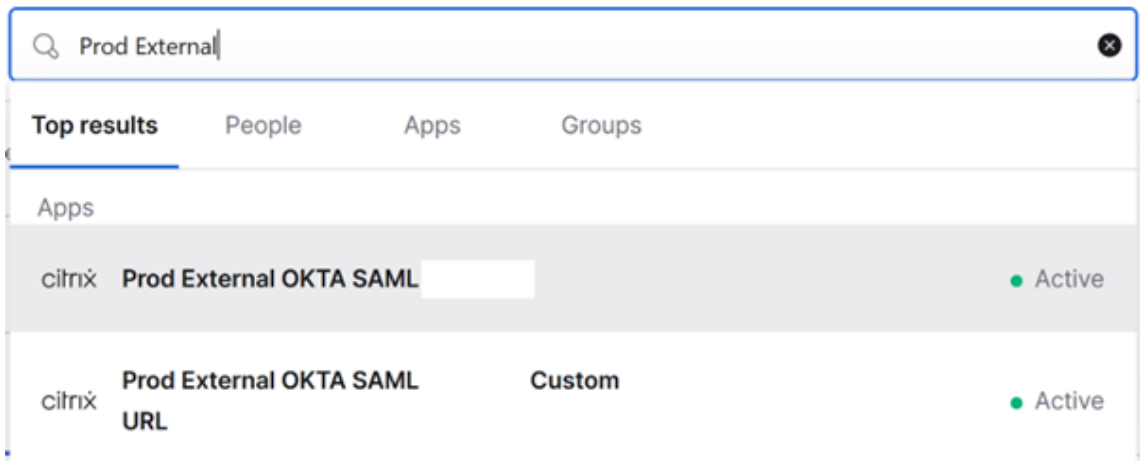 Prod External
Top results People Apps Groups
Apps
citrix Prod External OKTA SAML Active
Prod External OKTA SAML Custom
citrix URL Active